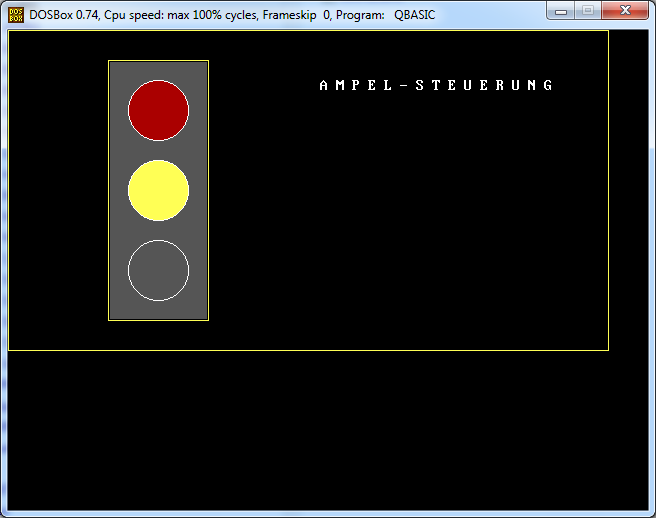 DOS
BOX
DOSBox 0.74, Cpu speed: max 100% cycles, Frameskip 0, Program: QBASIC
A M P E L - S T E U E R U N G